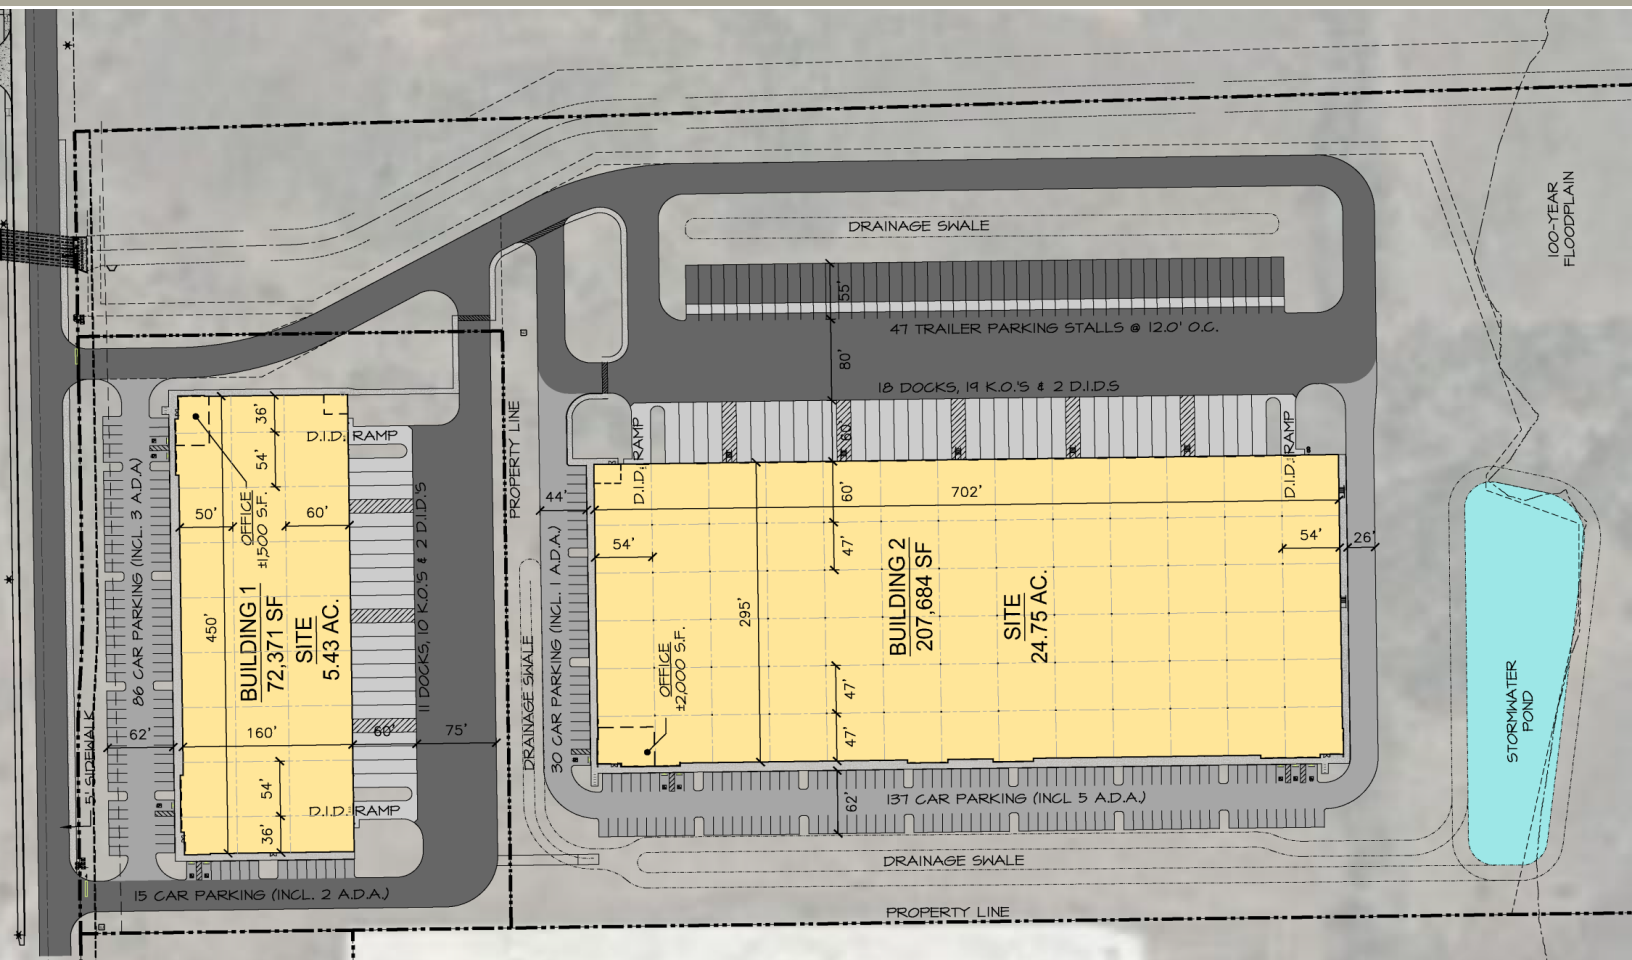 100-YEAR
FLOODPLAIN
DRAINAGE SWALE
55'
47 TRAILER PARKING STALLS @ 12.0' O.C.
80'
18 DOCKS, 19 K.O.'S & 2 D.I.D.S
60'
D.I.D. RAMP
D.I.D. RAMP
PROPERTY LINE
36'
D.I.D. RAMP
54'
86 CAR PARKING (INCL. 3 A.D.A.)
OFFICE
±1,500 S.F.
50'
60'
11 DOCKS, 10 K.O.'S & 2 D.I.D.'S
BUILDING 1
72,371 SF
SITE
5.43 AC.
450'
5' SIDEWALK
62'
160'
60'
75'
54'
D.I.D. RAMP
36'
15 CAR PARKING (INCL. 2 A.D.A.)
44'
60'
702'
54'
47'
54'
26'
30 CAR PARKING (INCL. 1 A.D.A.)
DRAINAGE SWALE
295'
BUILDING 2
207,684 SF
SITE
24.75 AC.
OFFICE
±2,000 S.F.
47'
47'
62'
137 CAR PARKING (INCL 5 A.D.A.)
DRAINAGE SWALE
PROPERTY LINE
STORMWATER
POND